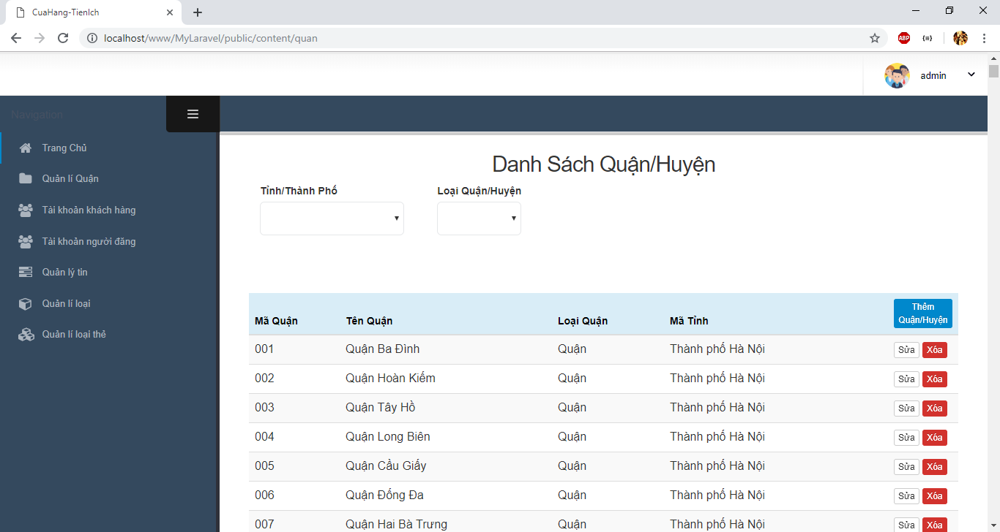 CuaHang-TienIch
localhost/www/MyLaravel/public/content/quan
ABP
admin
Navigation
Trang Chủ
Quản lí Quận
Tài khoản khách hàng
Tài khoản người đăng
Quản lý tin
Quản lí loại
Quản lí loại thẻ
Danh Sách Quận/Huyện
Tỉnh/Thành Phố Loại Quận/Huyện
Mã Quận Tên Quận Loại Quận Mã Tỉnh Thêm Quận/Huyện
001 Quận Ba Đình Quận Thành phố Hà Nội Sửa Xóa
002 Quận Hoàn Kiếm Quận Thành phố Hà Nội Sửa Xóa
003 Quận Tây Hồ Quận Thành phố Hà Nội Sửa Xóa
004 Quận Long Biên Quận Thành phố Hà Nội Sửa Xóa
005 Quận Cầu Giấy Quận Thành phố Hà Nội Sửa Xóa
006 Quận Đống Đa Quận Thành phố Hà Nội Sửa Xóa
007 Quận Hai Bà Trưng Quận Thành phố Hà Nội Sửa Xóa